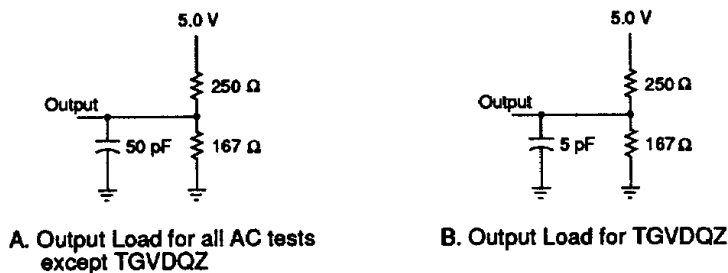 5.0 V
250 Ω
Output
50 pF
167 Ω
A. Output Load for all AC tests
except TGVDQZ
5.0 V
250 Ω
Output
5 pF
167 Ω
B. Output Load for TGVDQZ